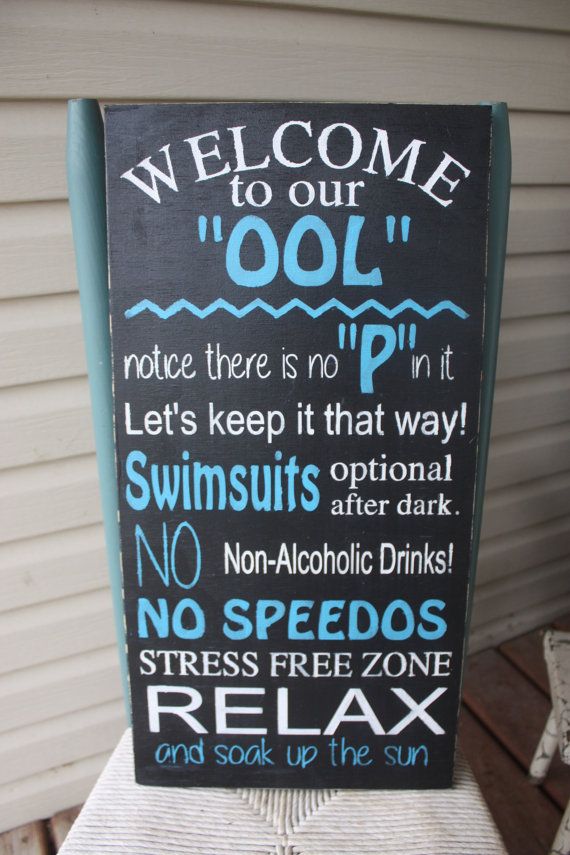 WELCOME
to our
"OOL"
notice there is no "P" in it
Let's keep it that way!
Swimsuits optional after dark.
NO Non-Alcoholic Drinks!
NO SPEEDOS
STRESS FREE ZONE
RELAX
and soak up the sun